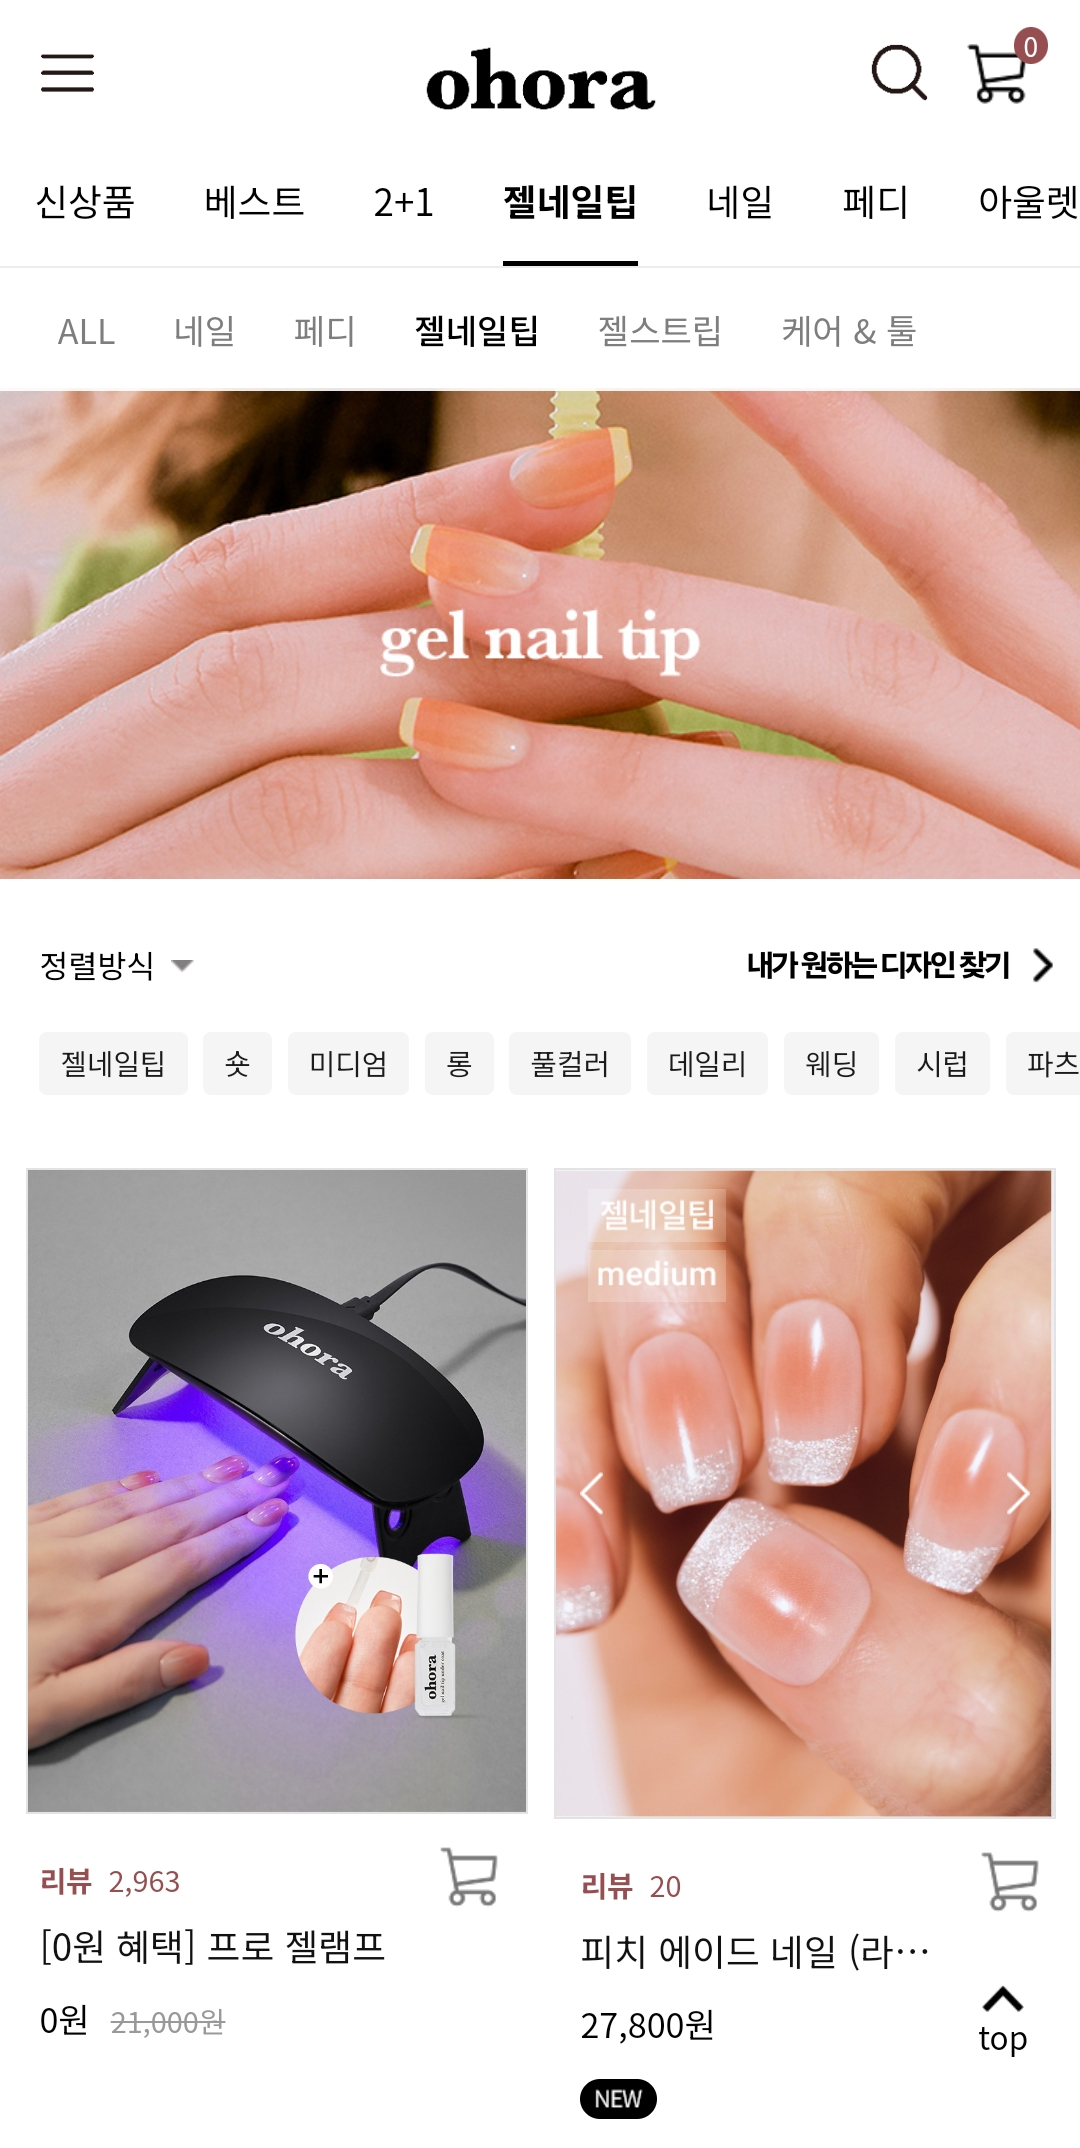 ohora
0
신상품 베스트 2+1 젤네일팁 네일 페디 아울렛
ALL 네일 페디 젤네일팁 젤스트립 케어 & 툴
gel nail tip
정렬방식 내가 원하는 디자인 찾기
젤네일팁 숏 미디엄 롱 풀컬러 데일리 웨딩 시럽 파츠
ohora
+
ohora
gel nail tip under coat
젤네일팁
medium
리뷰 2,963
[0원 혜택] 프로 젤램프
0원 21,000원
리뷰 20
피치 에이드 네일 (라···
27,800원
NEW
top